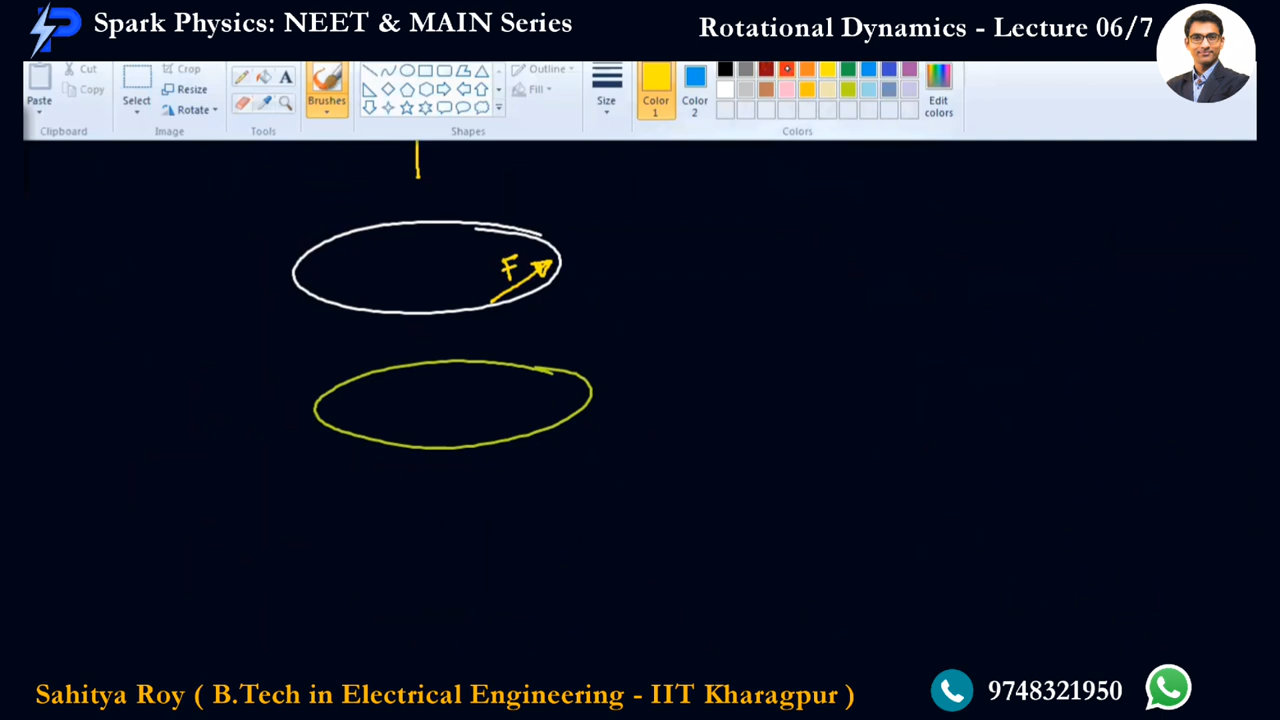 Spark Physics: NEET & MAIN Series
Rotational Dynamics - Lecture 06/7
Paste
Cut
Copy
Clipboard
Select
Crop
Resize
Rotate
Image
A
Tools
Brushes
Shapes
Outline
Fill
Size
Color 1
Color 2
Edit colors
Colors
F
Sahitya Roy ( B.Tech in Electrical Engineering - IIT Kharagpur )
9748321950